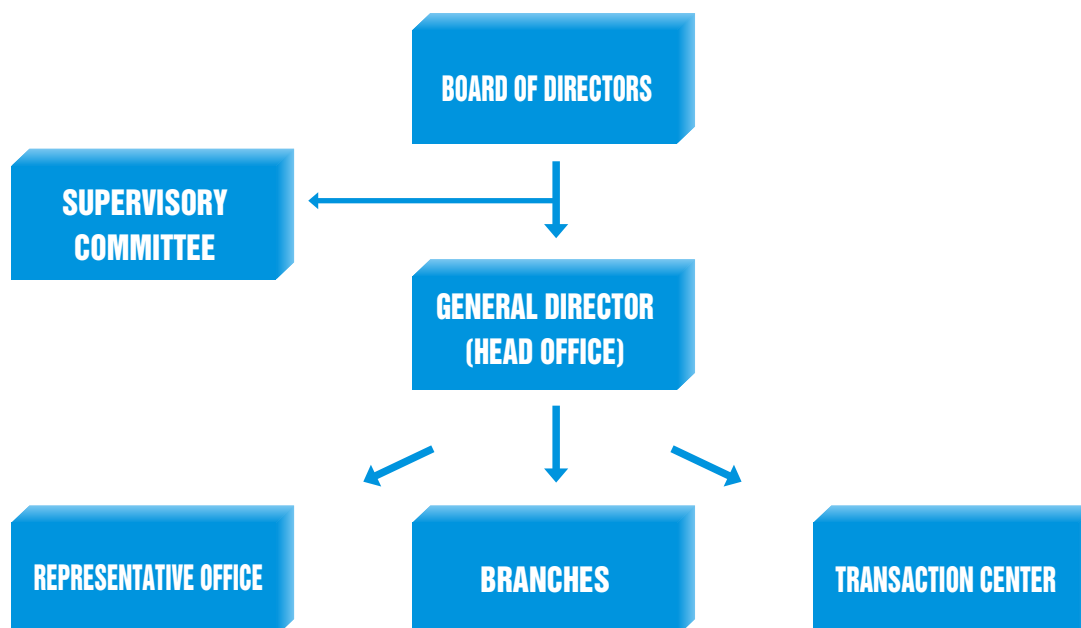 BOARD OF DIRECTORS
SUPERVISORY
COMMITTEE
GENERAL DIRECTOR
(HEAD OFFICE)
REPRESENTATIVE OFFICE
BRANCHES
TRANSACTION CENTER